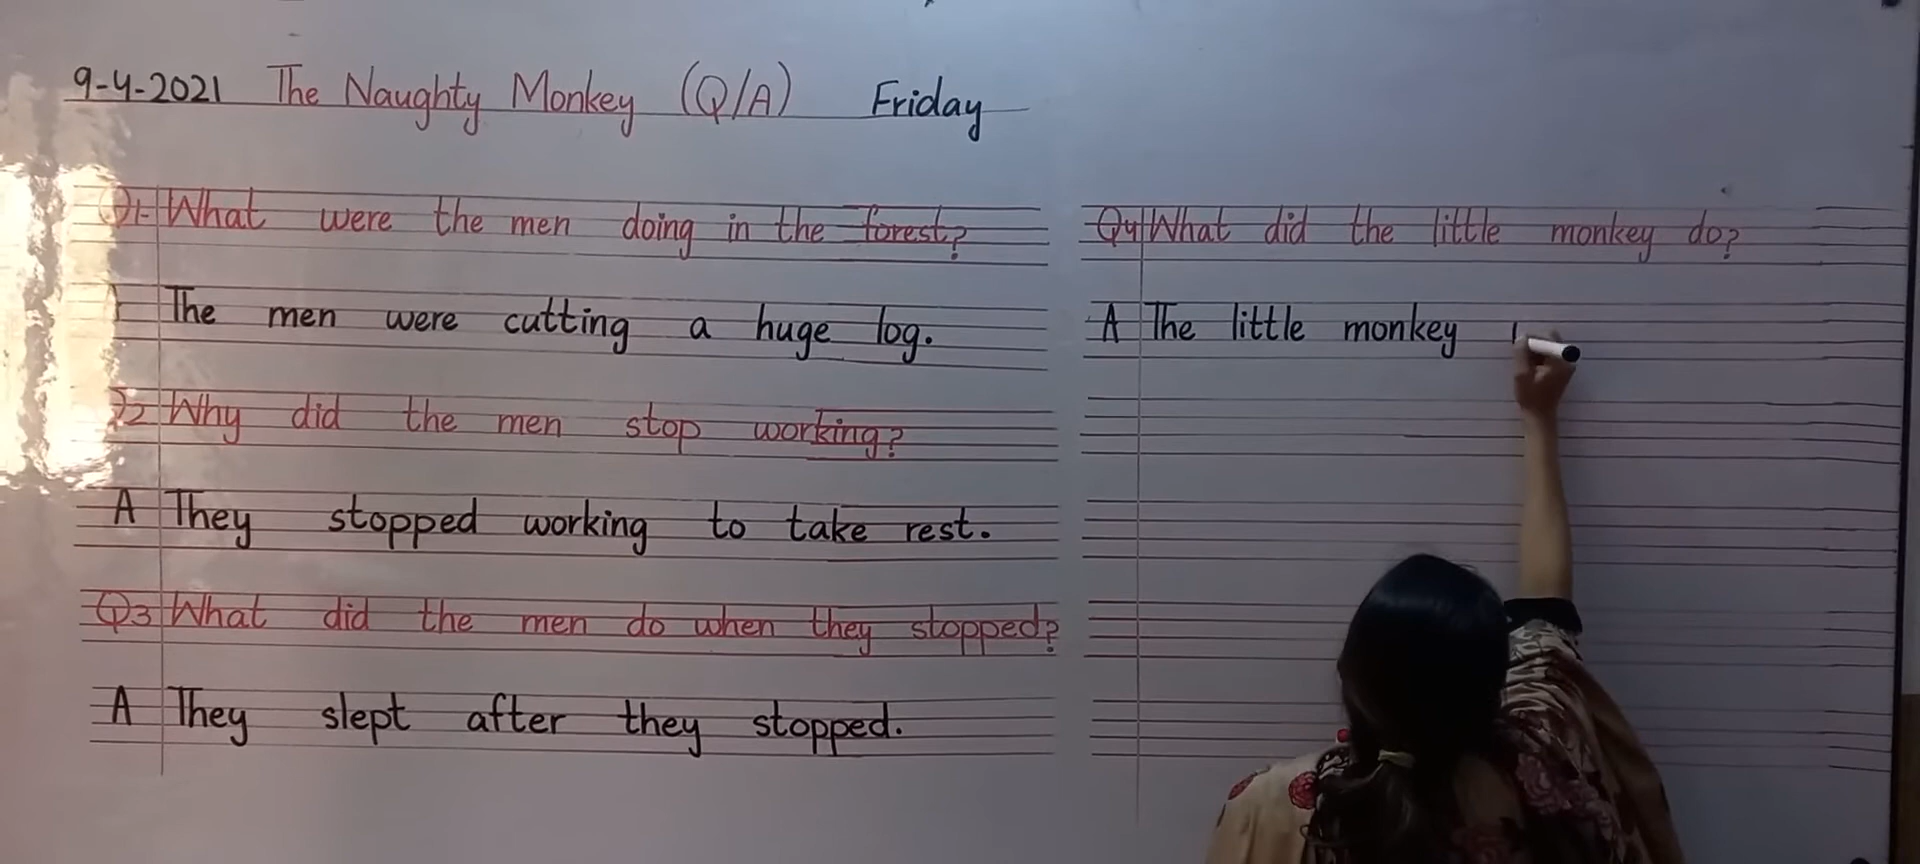 9-4-2021 The Naughty Monkey (Q/A) Friday
Q1- What were the men doing in the forest?
The men were cutting a huge log.
Q2 Why did the men stop working?
A They stopped working to take rest.
Q3 What did the men do when they stopped?
A They slept after they stopped.
Q4 What did the little monkey do?
A The little monkey